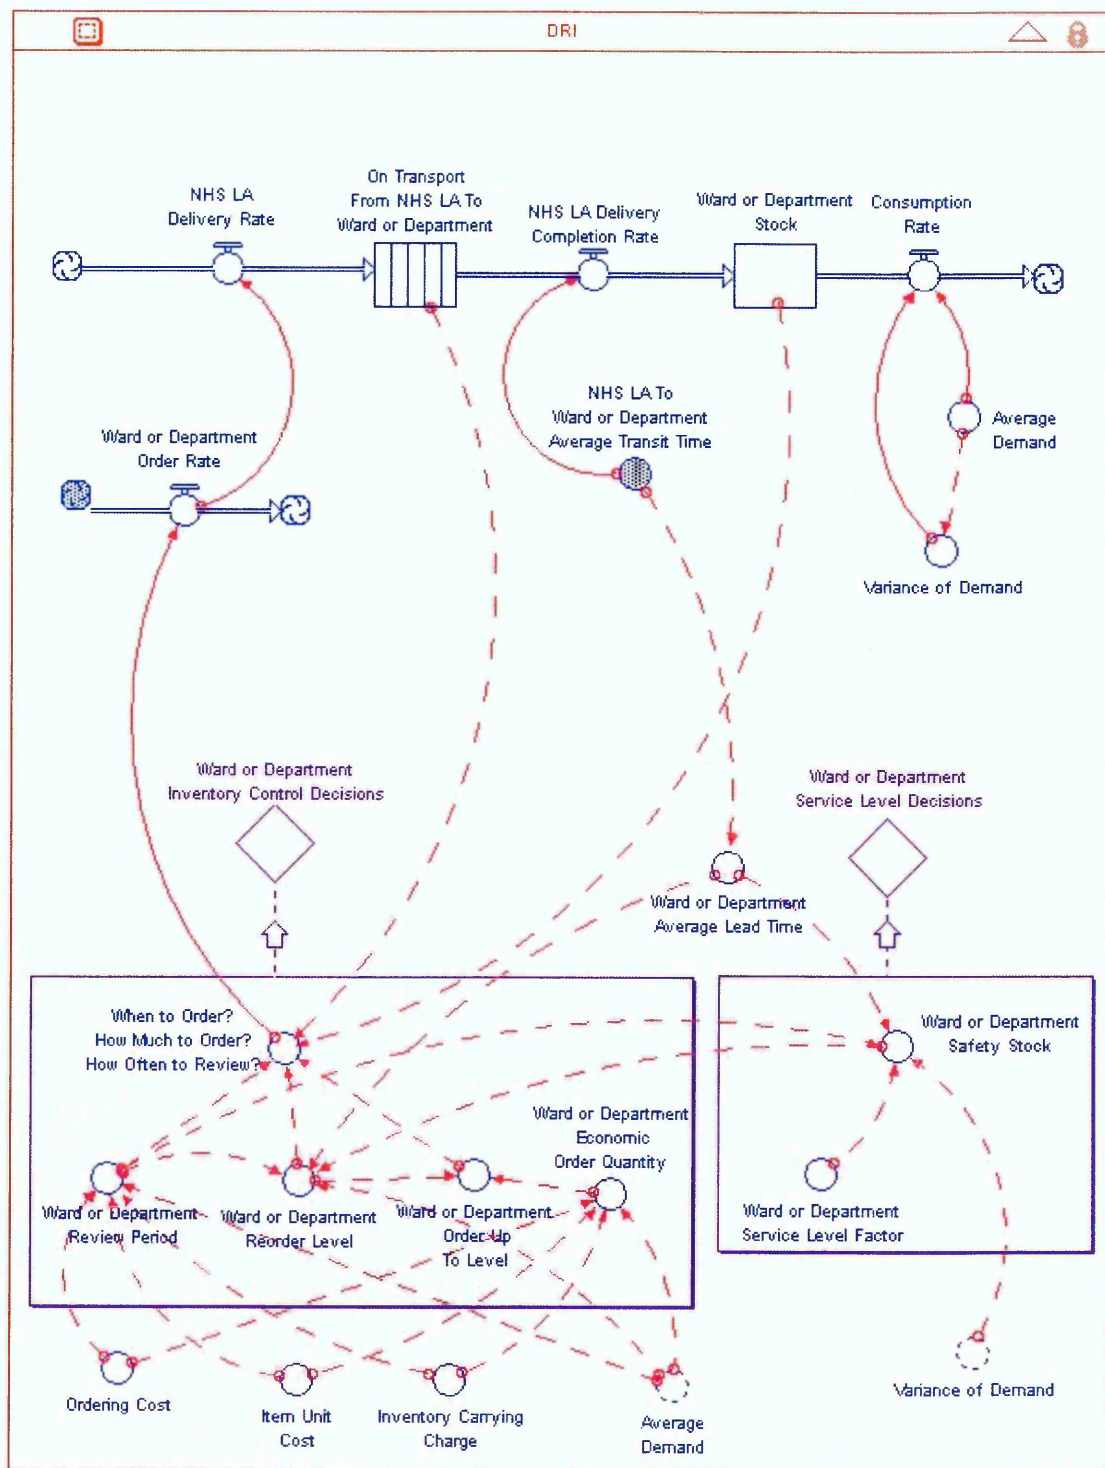 DRI
NHS LA
Delivery Rate
On Transport
From NHS LA To
Ward or Department
NHS LA Delivery
Completion Rate
Ward or Department
Stock
Consumption
Rate
NHS LA To
Ward or Department
Average Transit Time
Average
Demand
Ward or Department
Order Rate
Variance of Demand
Ward or Department
Inventory Control Decisions
Ward or Department
Service Level Decisions
Ward or Department
Average Lead Time
When to Order?
How Much to Order?
How Often to Review?
Ward or Department
Safety Stock
Ward or Department
Economic
Order Quantity
Ward or Department
Review Period
Ward or Department
Reorder Level
Ward or Department
Order Up
To Level
Ward or Department
Service Level Factor
Ordering Cost
Item Unit
Cost
Inventory Carrying
Charge
Average
Demand
Variance of Demand